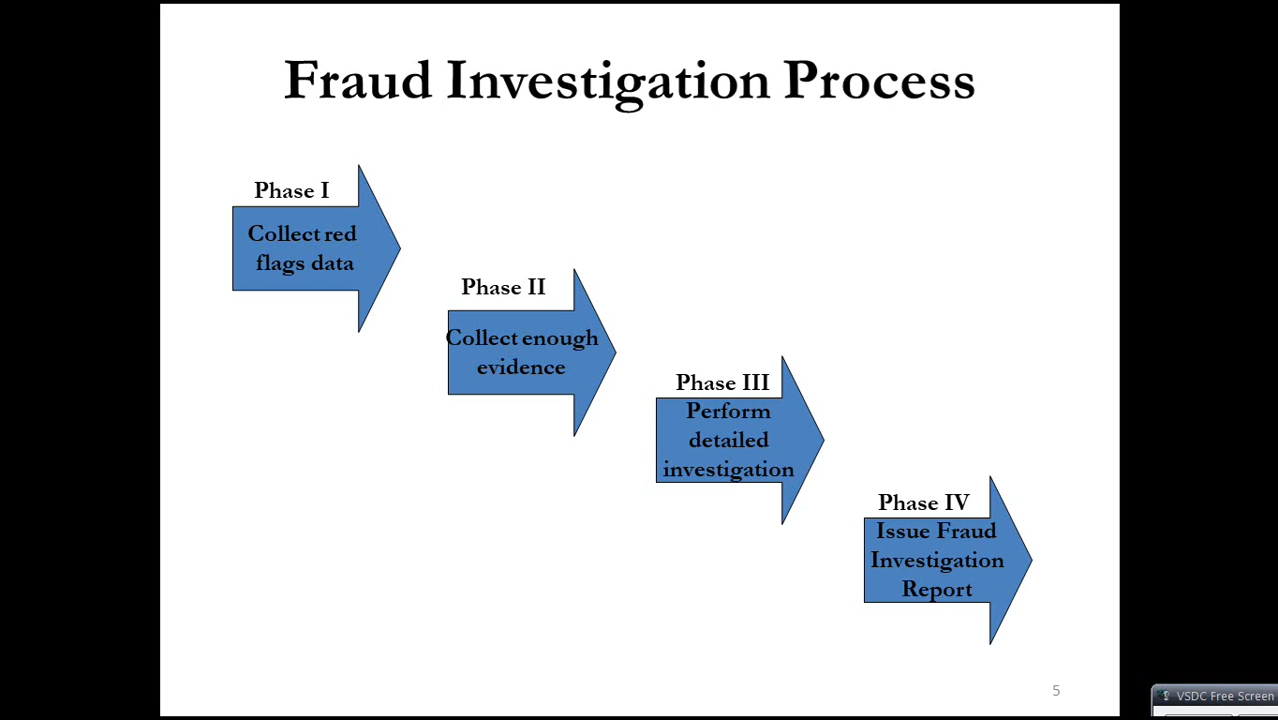 Fraud Investigation Process
Phase I
Collect red
flags data
Phase II
Collect enough
evidence
Phase III
Perform
detailed
investigation
Phase IV
Issue Fraud
Investigation
Report
5
VSDC Free Screen